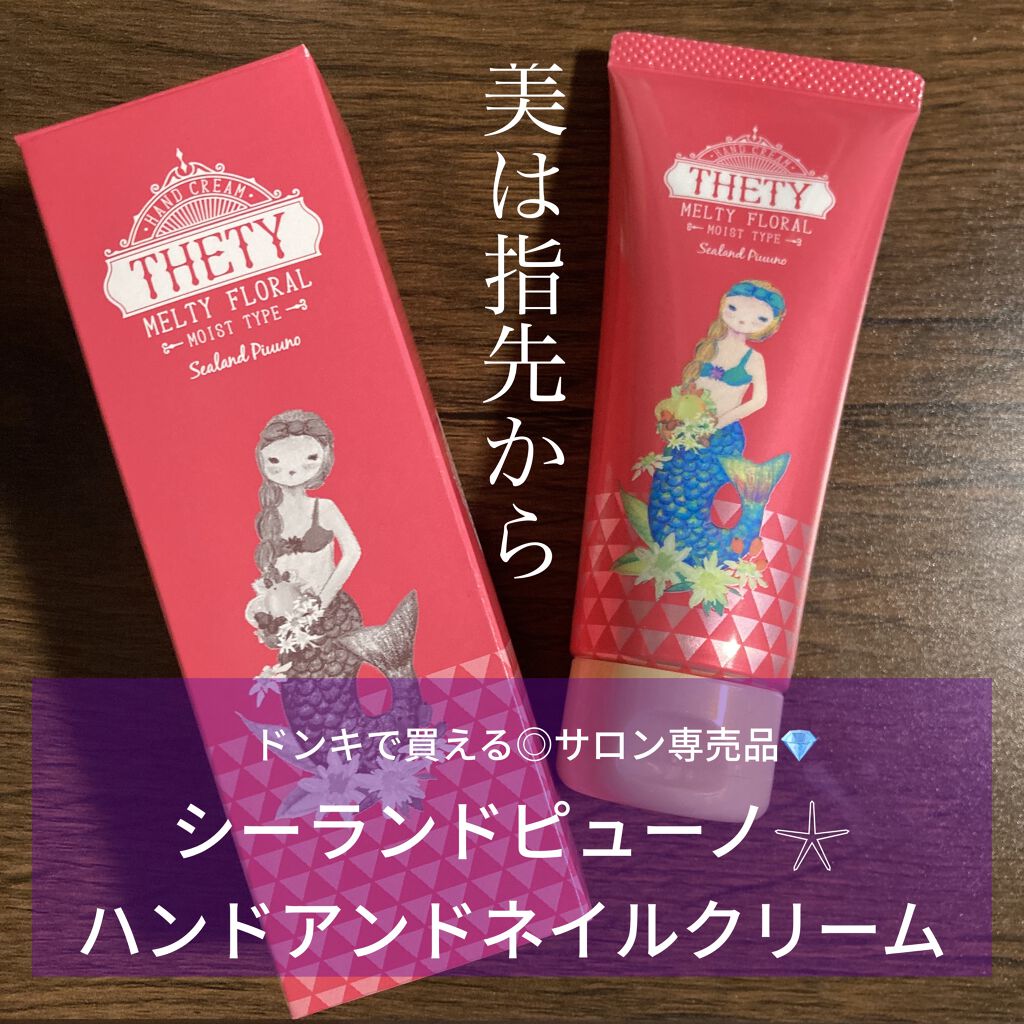 美は指先から
HAND CREAM
THETY
MELTY FLORAL
MOIST TYPE
Sealand Piuuno
HAND CREAM
THETY
MELTY FLORAL
MOIST TYPE
Sealand Piuuno
ドンキで買える◎サロン専売品💎
シーランドピューノ
ハンドアンドネイルクリーム